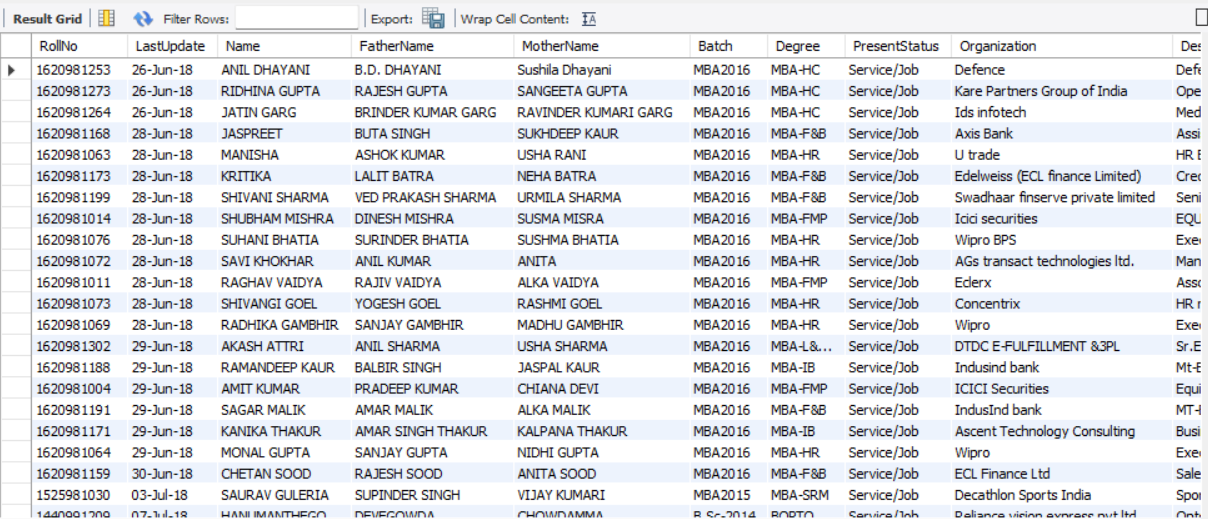 Result Grid Filter Rows: Export: Wrap Cell Content:
RollNo LastUpdate Name FatherName MotherName Batch Degree PresentStatus Organization Des
1620981253 26-Jun-18 ANIL DHAYANI B.D. DHAYANI Sushila Dhayani MBA2016 MBA-HC Service/Job Defence Defe
1620981273 26-Jun-18 RIDHINA GUPTA RAJESH GUPTA SANGEETA GUPTA MBA2016 MBA-HC Service/Job Kare Partners Group of India Ope
1620981264 26-Jun-18 JATIN GARG BRINDER KUMAR GARG RAVINDER KUMARI GARG MBA2016 MBA-HC Service/Job Ids infotech Med
1620981168 28-Jun-18 JASPREET BUTA SINGH SUKHDEEP KAUR MBA2016 MBA-F&B Service/Job Axis Bank Assi
1620981063 28-Jun-18 MANISHA ASHOK KUMAR USHA RANI MBA2016 MBA-HR Service/Job U trade HR E
1620981173 28-Jun-18 KRITIKA LALIT BATRA NEHA BATRA MBA2016 MBA-F&B Service/Job Edelweiss (ECL finance Limited) Cred
1620981199 28-Jun-18 SHIVANI SHARMA VED PRAKASH SHARMA URMILA SHARMA MBA2016 MBA-F&B Service/Job Swadhaar finserve private limited Seni
1620981014 28-Jun-18 SHUBHAM MISHRA DINESH MISHRA SUSMA MISRA MBA2016 MBA-FMP Service/Job Icici securities EQU
1620981076 28-Jun-18 SUHANI BHATIA SURINDER BHATIA SUSHMA BHATIA MBA2016 MBA-HR Service/Job Wipro BPS Exe
1620981072 28-Jun-18 SAVI KHOKHAR ANIL KUMAR ANITA MBA2016 MBA-HR Service/Job AGs transact technologies ltd. Man
1620981011 28-Jun-18 RAGHAV VAIDYA RAJIV VAIDYA ALKA VAIDYA MBA2016 MBA-FMP Service/Job Eclerx Asso
1620981073 28-Jun-18 SHIVANGI GOEL YOGESH GOEL RASHMI GOEL MBA2016 MBA-HR Service/Job Concentrix HR r
1620981069 28-Jun-18 RADHIKA GAMBHIR SANJAY GAMBHIR MADHU GAMBHIR MBA2016 MBA-HR Service/Job Wipro Exe
1620981302 29-Jun-18 AKASH ATTRI ANIL SHARMA USHA SHARMA MBA2016 MBA-L&... Service/Job DTDC E-FULFILLMENT &3PL Sr.E
1620981188 29-Jun-18 RAMANDEEP KAUR BALBIR SINGH JASPAL KAUR MBA2016 MBA-IB Service/Job Indusind bank Mt-B
1620981004 29-Jun-18 AMIT KUMAR PRADEEP KUMAR CHIANA DEVI MBA2016 MBA-FMP Service/Job ICICI Securities Equi
1620981191 29-Jun-18 SAGAR MALIK AMAR MALIK ALKA MALIK MBA2016 MBA-F&B Service/Job IndusInd bank MT-
1620981171 29-Jun-18 KANIKA THAKUR AMAR SINGH THAKUR KALPANA THAKUR MBA2016 MBA-IB Service/Job Ascent Technology Consulting Busi
1620981064 29-Jun-18 MONAL GUPTA SANJAY GUPTA NIDHI GUPTA MBA2016 MBA-HR Service/Job Wipro Exe
1620981159 30-Jun-18 CHETAN SOOD RAJESH SOOD ANITA SOOD MBA2016 MBA-F&B Service/Job ECL Finance Ltd Sale
1525981030 03-Jul-18 SAURAV GULERIA SUPINDER SINGH VIJAY KUMARI MBA2015 MBA-SRM Service/Job Decathlon Sports India Spor
1440991209 07-Jul-18 HANUMANTHEGO DEVEGOWDA CHOWDAMMA B.Sc-2014 BOPTO Service/Job Reliance vision express pvt ltd Opto